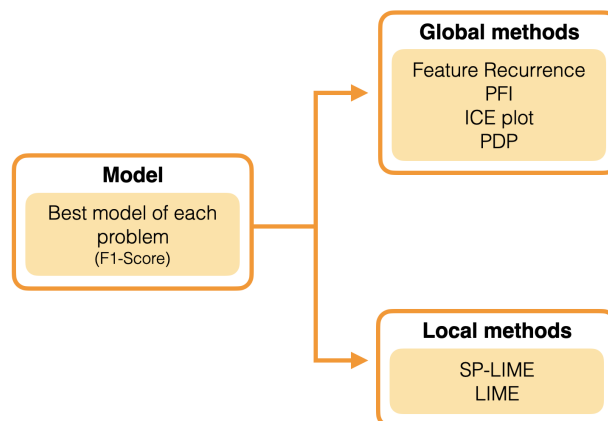 Global methods
Feature Recurrence
PFI
ICE plot
PDP
Model
Best model of each
problem
(F1-Score)
Local methods
SP-LIME
LIME